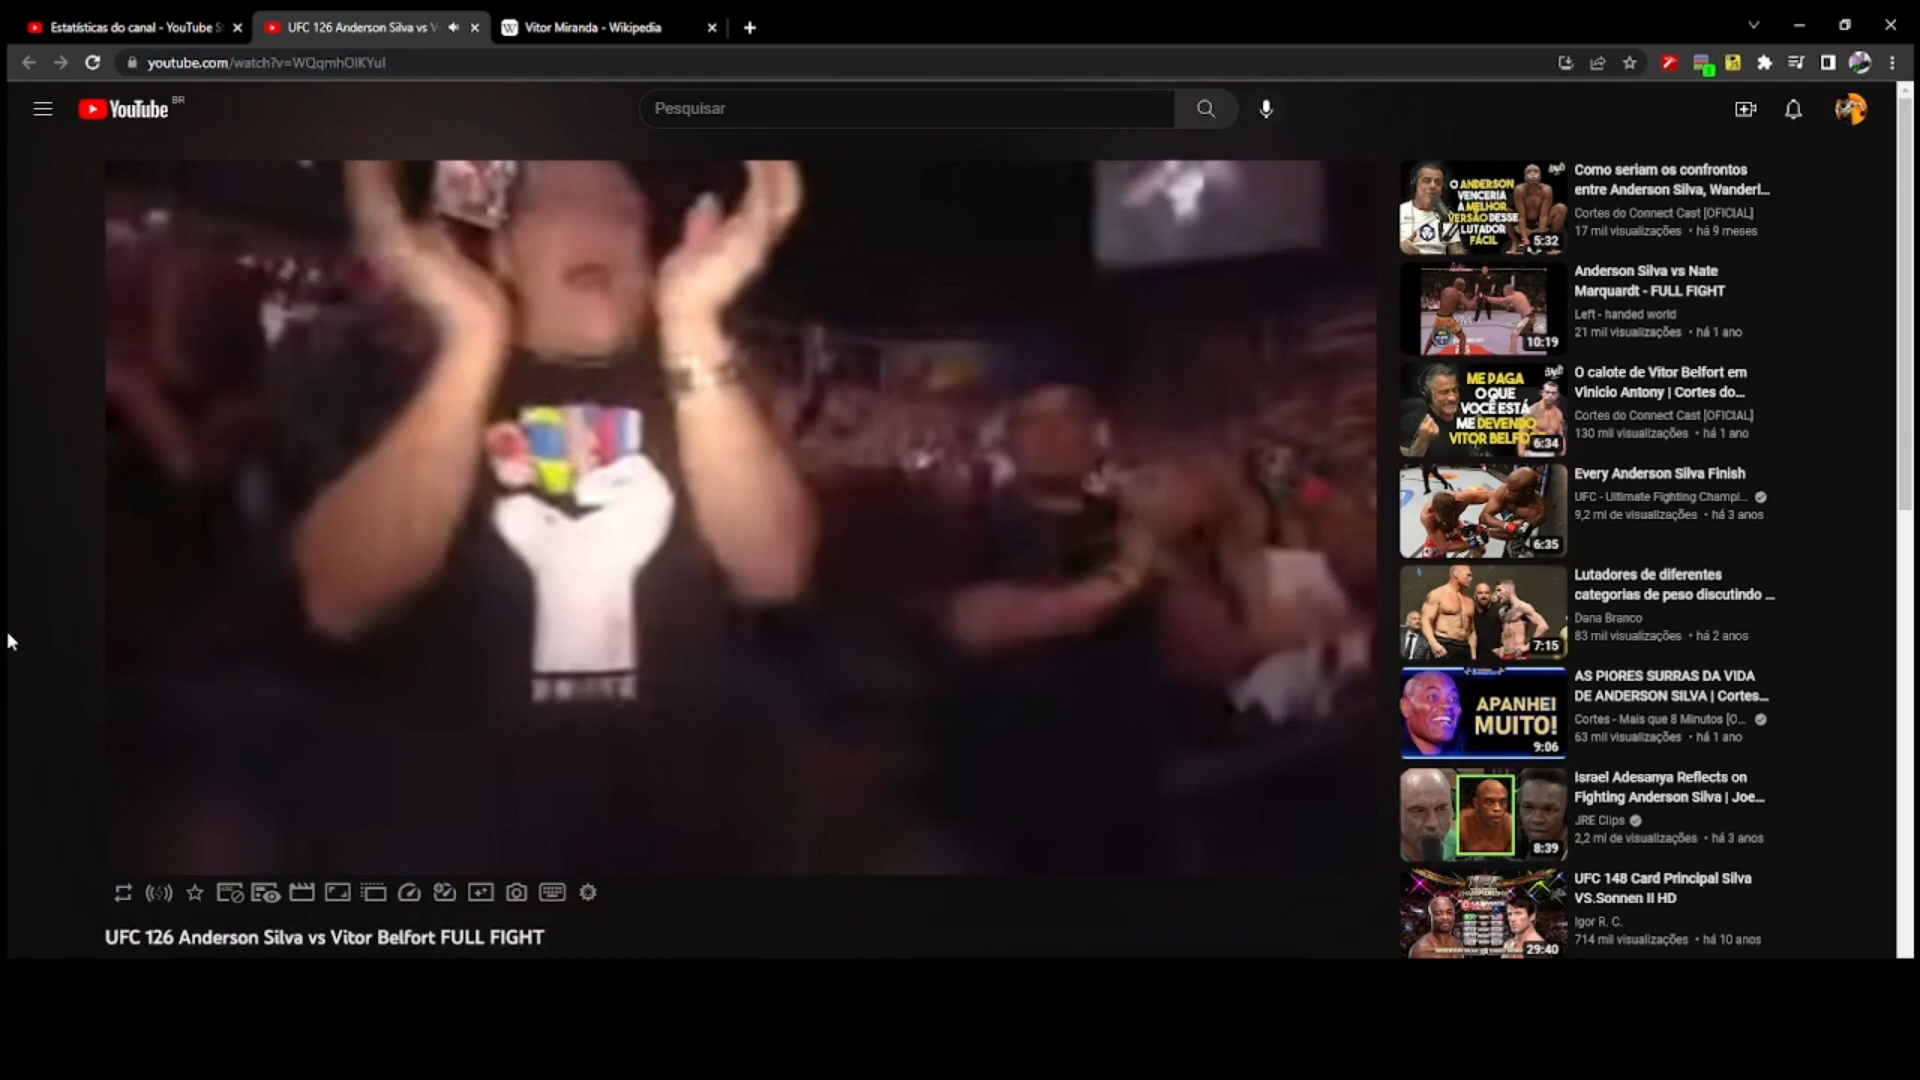 Estatísticas do canal - YouTube S
UFC 126 Anderson Silva vs V
Vitor Miranda - Wikipedia
youtube.com/watch?v=WQqmhOlKYuI
YouTube BR
Pesquisar
O ANDERSON
VENCERIA
A MELHOR
VERSÃO DESSE
LUTADOR
FÁCIL
5:32
Como seriam os confrontos
entre Anderson Silva, Wanderl...
Cortes do Connect Cast [OFICIAL]
17 mil visualizações • há 9 meses
10:19
Anderson Silva vs Nate
Marquardt - FULL FIGHT
Left - handed world
21 mil visualizações • há 1 ano
ME PAGA
O QUE
VOCÊ ESTÁ
ME DEVENDO
VITOR BELFO
6:34
O calote de Vitor Belfort em
Vinicio Antony | Cortes do...
Cortes do Connect Cast [OFICIAL]
130 mil visualizações • há 1 ano
6:35
Every Anderson Silva Finish
UFC - Ultimate Fighting Champi...
9,2 mi de visualizações • há 3 anos
7:15
Lutadores de diferentes
categorias de peso discutindo ...
Dana Branco
83 mil visualizações • há 2 anos
APANHEI
MUITO!
9:06
AS PIORES SURRAS DA VIDA
DE ANDERSON SILVA | Cortes...
Cortes - Mais que 8 Minutos [O...
63 mil visualizações • há 1 ano
8:39
Israel Adesanya Reflects on
Fighting Anderson Silva | Joe...
JRE Clips
2,2 mi de visualizações • há 3 anos
29:40
UFC 148 Card Principal Silva
VS.Sonnen II HD
Igor R. C.
714 mil visualizações • há 10 anos
UFC 126 Anderson Silva vs Vitor Belfort FULL FIGHT